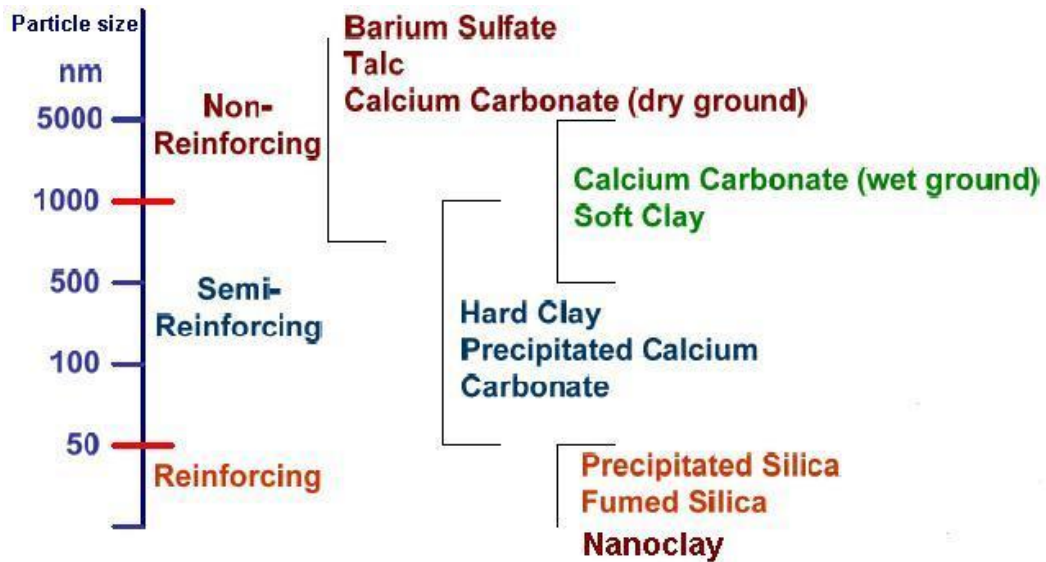 Particle size
nm
5000
1000
500
100
50
Non-
Reinforcing
Semi-
Reinforcing
Reinforcing
Barium Sulfate
Talc
Calcium Carbonate (dry ground)
Calcium Carbonate (wet ground)
Soft Clay
Hard Clay
Precipitated Calcium
Carbonate
Precipitated Silica
Fumed Silica
Nanoclay